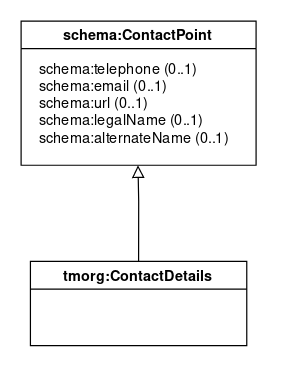 schema:ContactPoint
schema:telephone (0..1)
schema:email (0..1)
schema:url (0..1)
schema:legalName (0..1)
schema:alternateName (0..1)
tmorg:ContactDetails